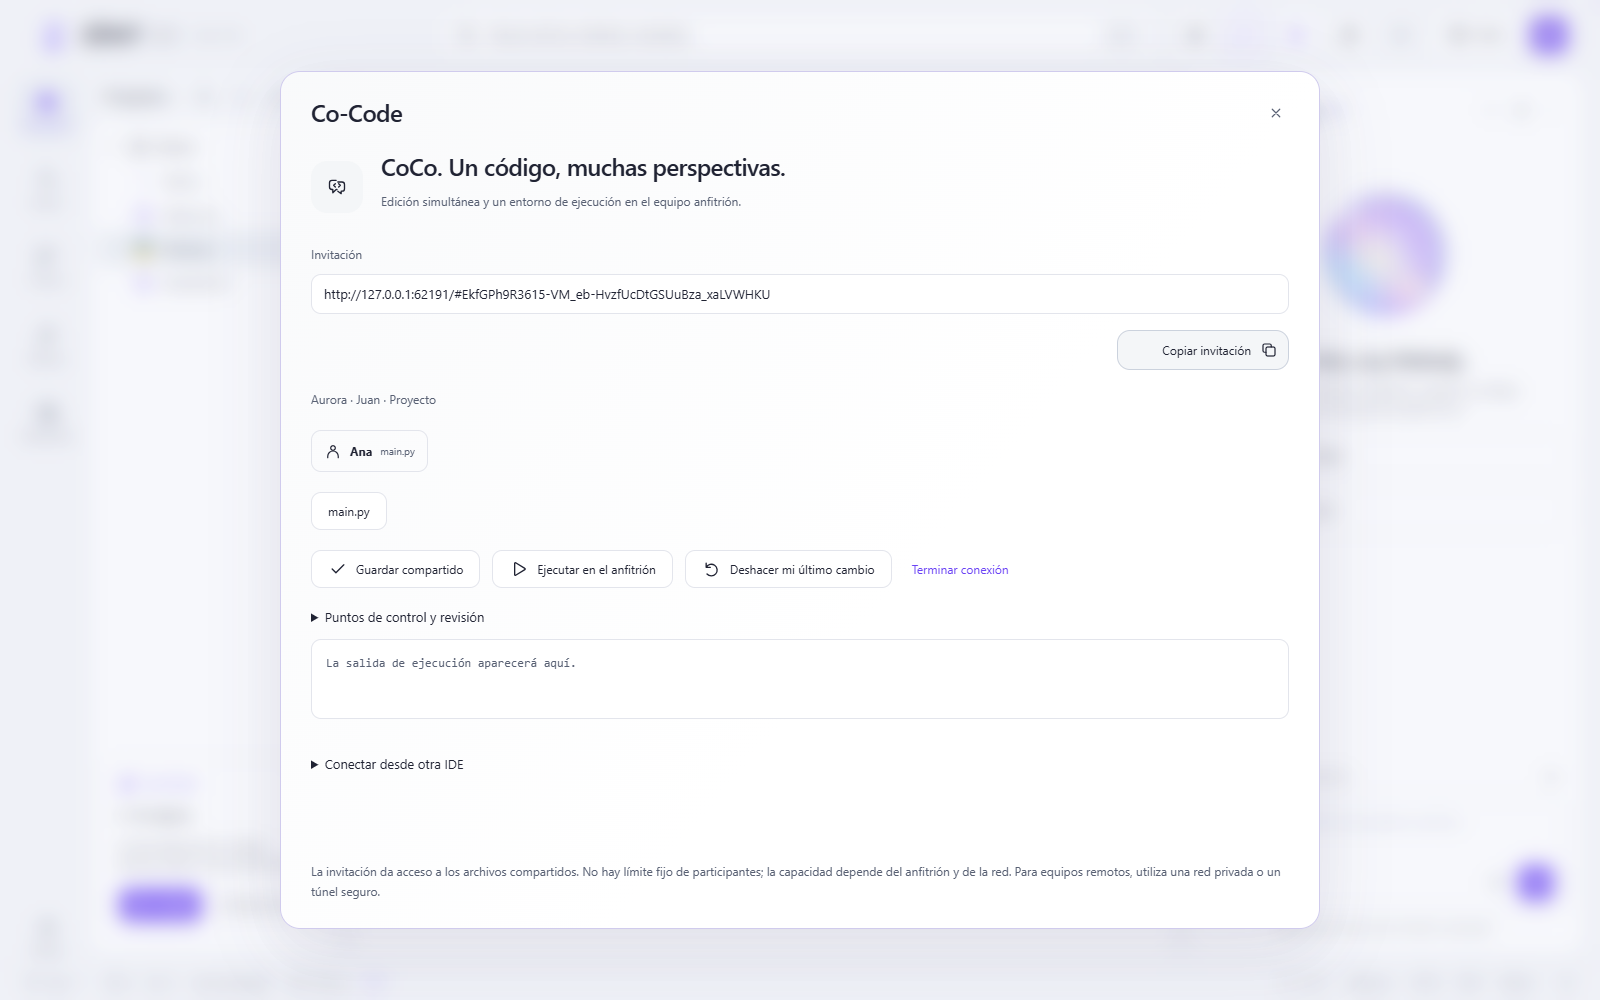 Co-Code
CoCo. Un código, muchas perspectivas.
Edición simultánea y un entorno de ejecución en el equipo anfitrión.
Invitación
http://127.0.0.1:62191/#EkfGPh9R3615-VM_eb-HvzfUcDtGSUuBza_xaLVWHKU
Copiar invitación
Aurora · Juan · Proyecto
Ana main.py
main.py
Guardar compartido
Ejecutar en el anfitrión
Deshacer mi último cambio
Terminar conexión
Puntos de control y revisión
La salida de ejecución aparecerá aquí.
Conectar desde otra IDE
La invitación da acceso a los archivos compartidos. No hay límite fijo de participantes; la capacidad depende del anfitrión y de la red. Para equipos remotos, utiliza una red privada o un
túnel seguro.